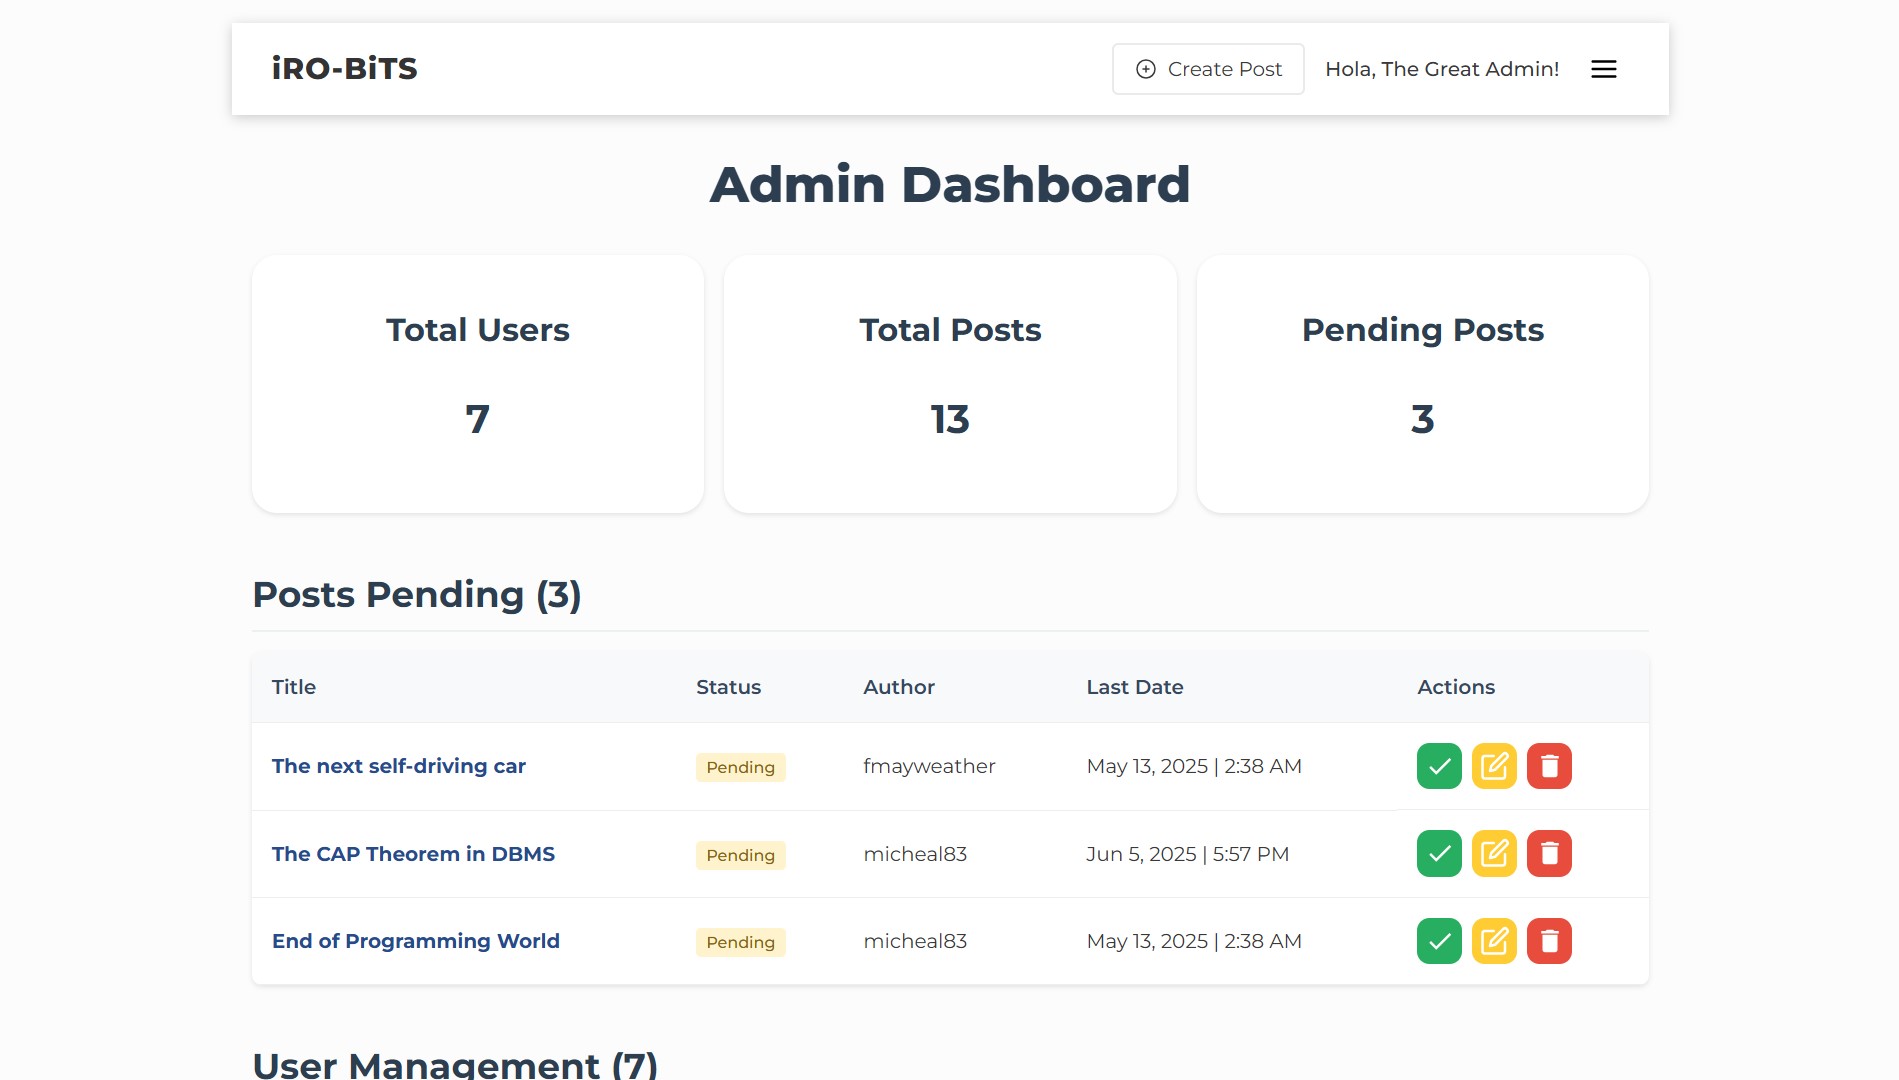 iRO-BiTS
Create Post
Hola, The Great Admin!
Admin Dashboard
Total Users
7
Total Posts
13
Pending Posts
3
Posts Pending (3)
Title Status Author Last Date Actions
The next self-driving car Pending fmayweather May 13, 2025 | 2:38 AM
The CAP Theorem in DBMS Pending micheal83 Jun 5, 2025 | 5:57 PM
End of Programming World Pending micheal83 May 13, 2025 | 2:38 AM
User Management (7)